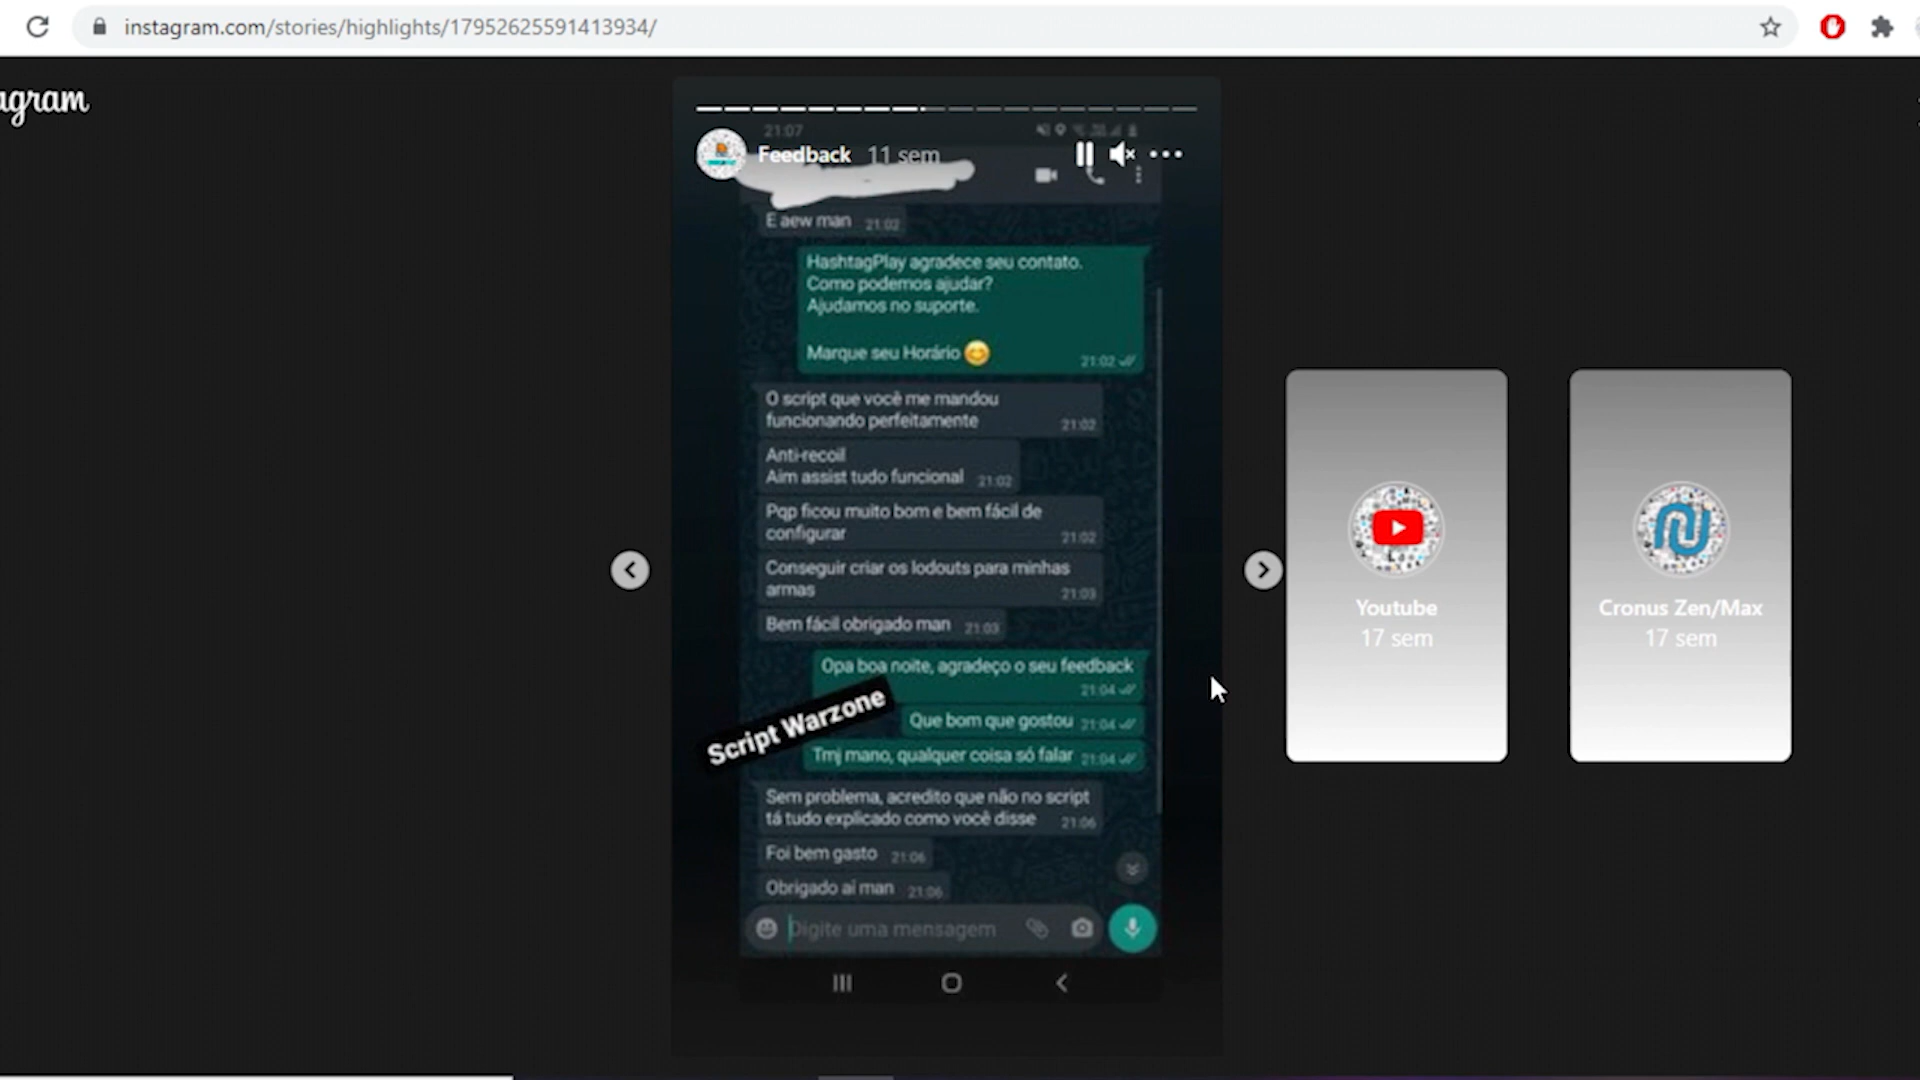 instagram.com/stories/highlights/17952625591413934/
agram
21:07
Feedback 11 sem
E aew man 21:02
HashtagPlay agradece seu contato.
Como podemos ajudar?
Ajudamos no suporte.
Marque seu Horário 😊 21:02
O script que você me mandou
funcionando perfeitamente 21:02
Anti-recoil
Aim assist tudo funcional 21:02
Pqp ficou muito bom e bem fácil de
configurar 21:02
Conseguir criar os lodouts para minhas
armas 21:03
Bem fácil obrigado man 21:03
Opa boa noite, agradeço o seu feedback
21:04
Que bom que gostou 21:04
Script Warzone
Tmj mano, qualquer coisa só falar 21:04
Sem problema, acredito que não no script
tá tudo explicado como você disse 21:06
Foi bem gasto 21:06
Obrigado aí man 21:06
Digite uma mensagem
Youtube
17 sem
Cronus Zen/Max
17 sem